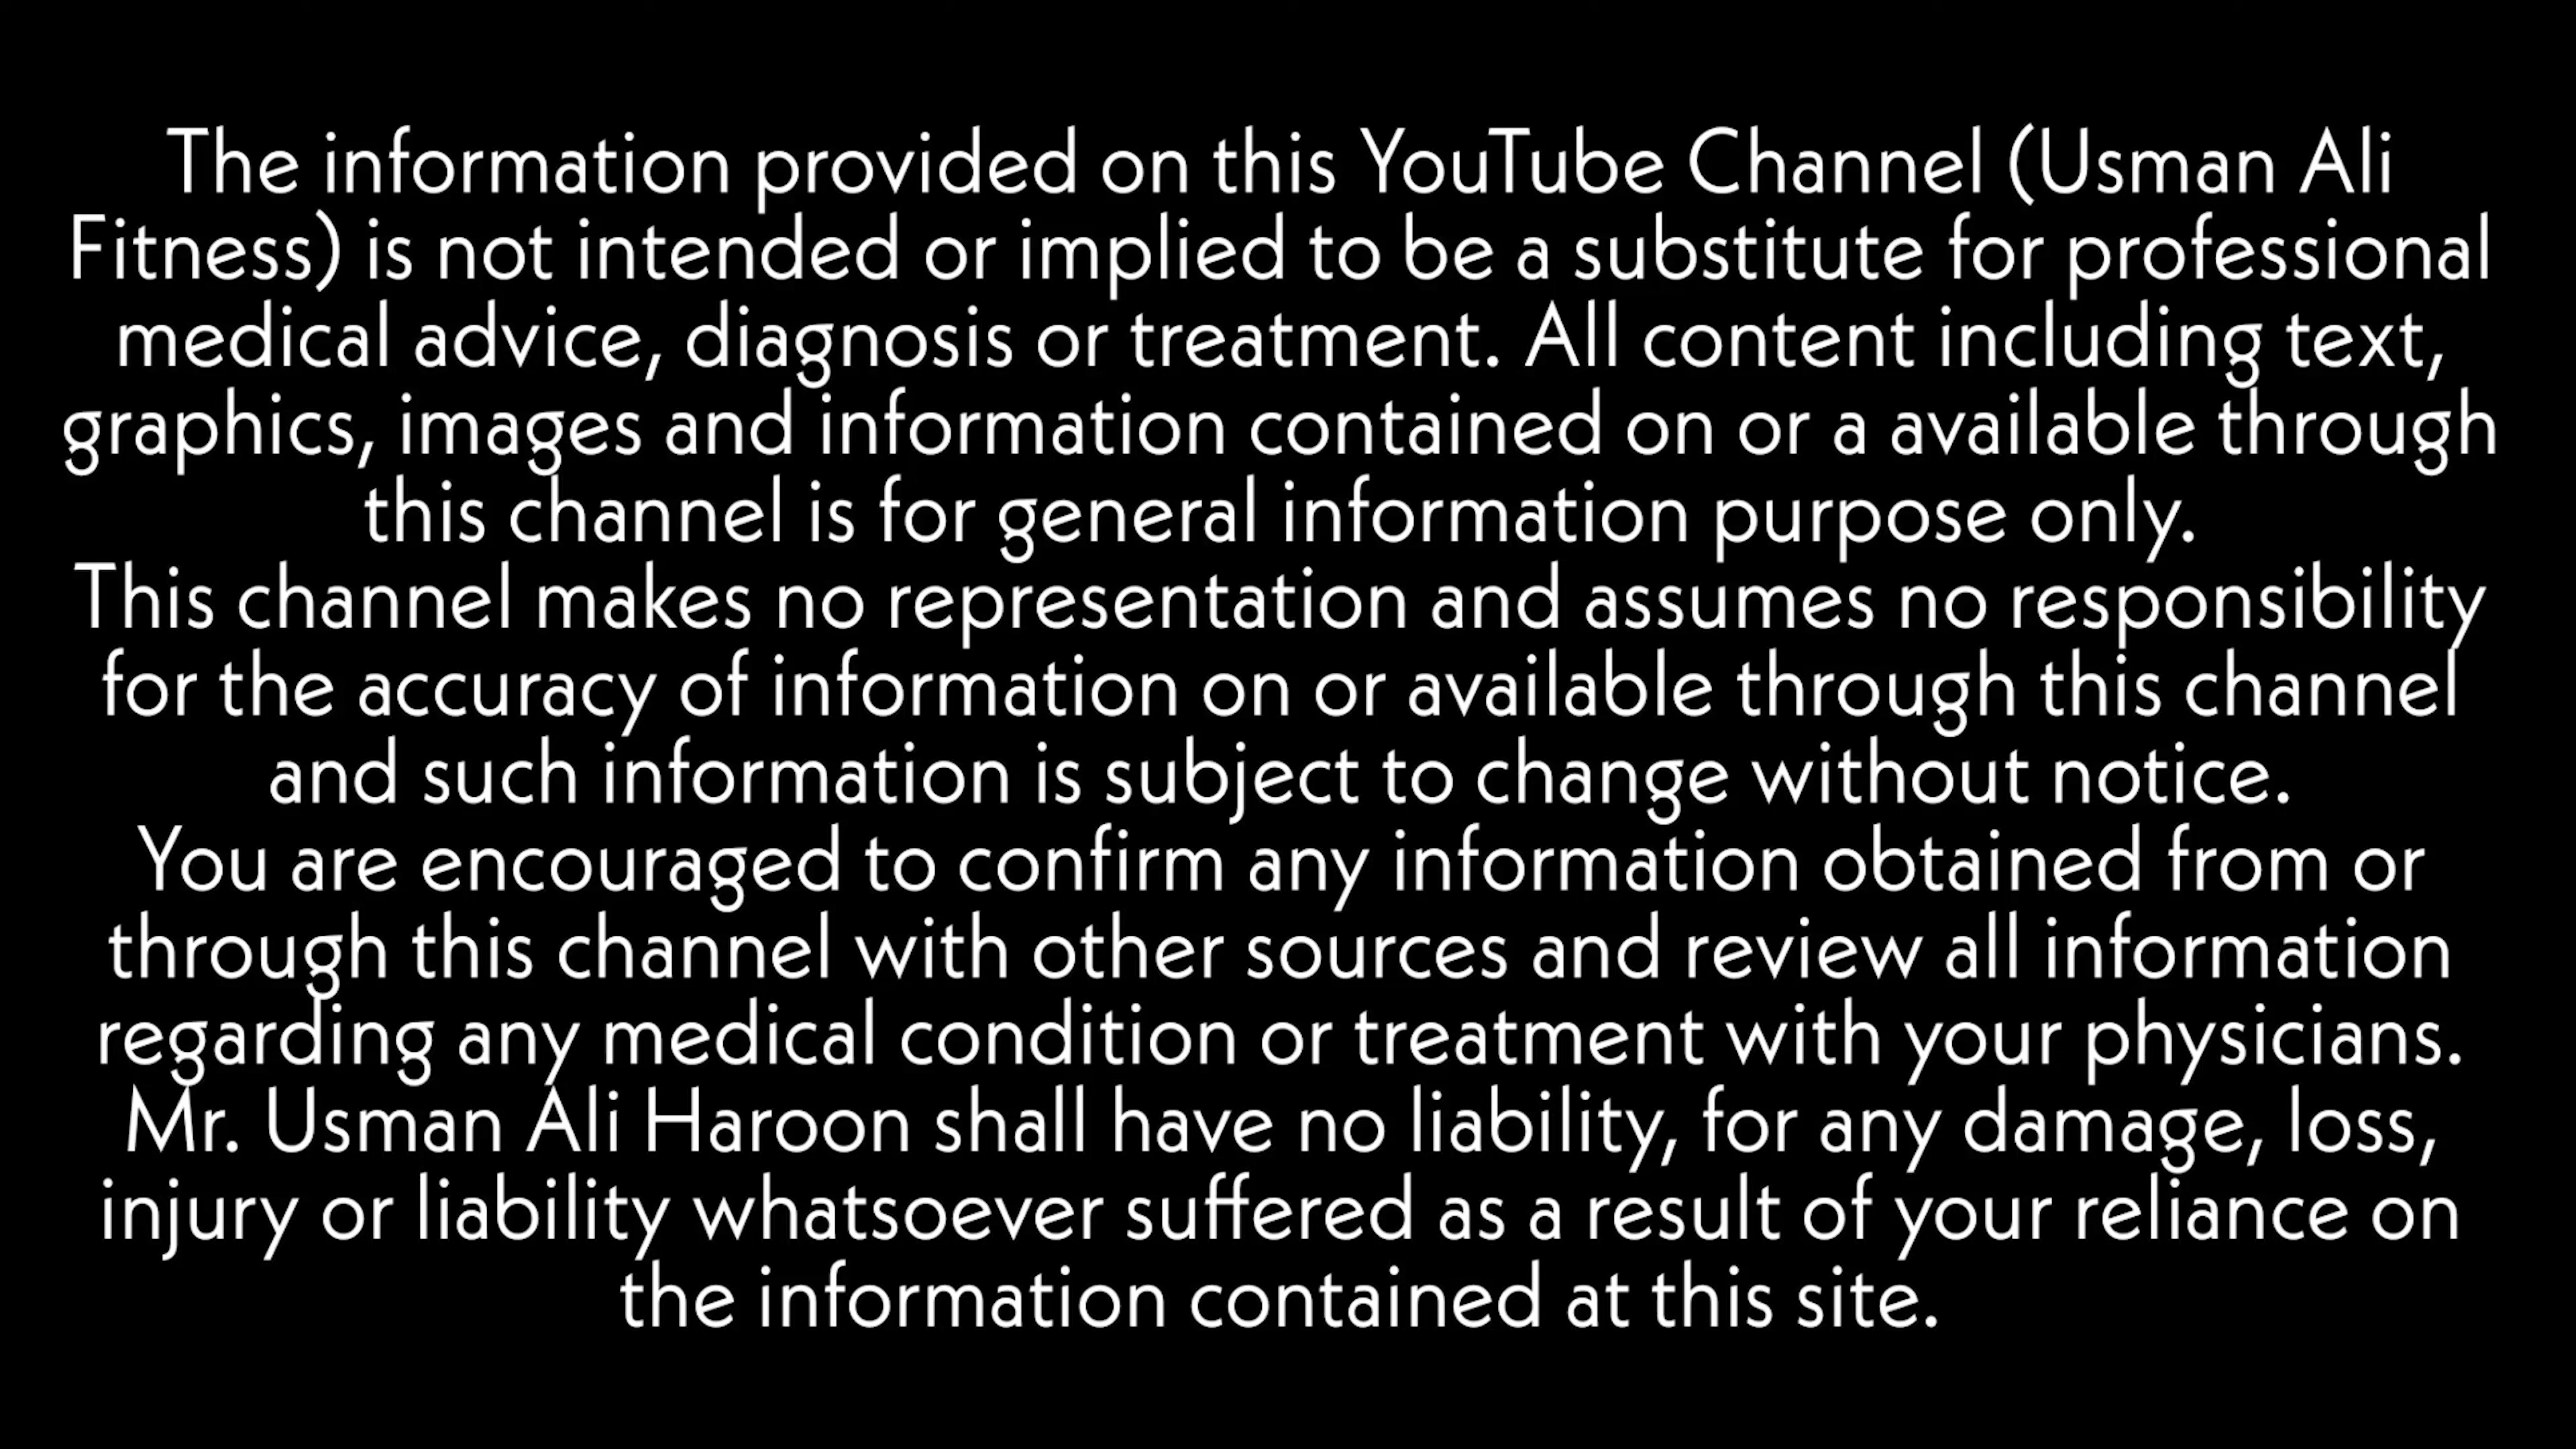 The information provided on this YouTube Channel (Usman Ali
Fitness) is not intended or implied to be a substitute for professional
medical advice, diagnosis or treatment. All content including text,
graphics, images and information contained on or a available through
this channel is for general information purpose only.
This channel makes no representation and assumes no responsibility
for the accuracy of information on or available through this channel
and such information is subject to change without notice.
You are encouraged to confirm any information obtained from or
through this channel with other sources and review all information
regarding any medical condition or treatment with your physicians.
Mr. Usman Ali Haroon shall have no liability, for any damage, loss,
injury or liability whatsoever suffered as a result of your reliance on
the information contained at this site.